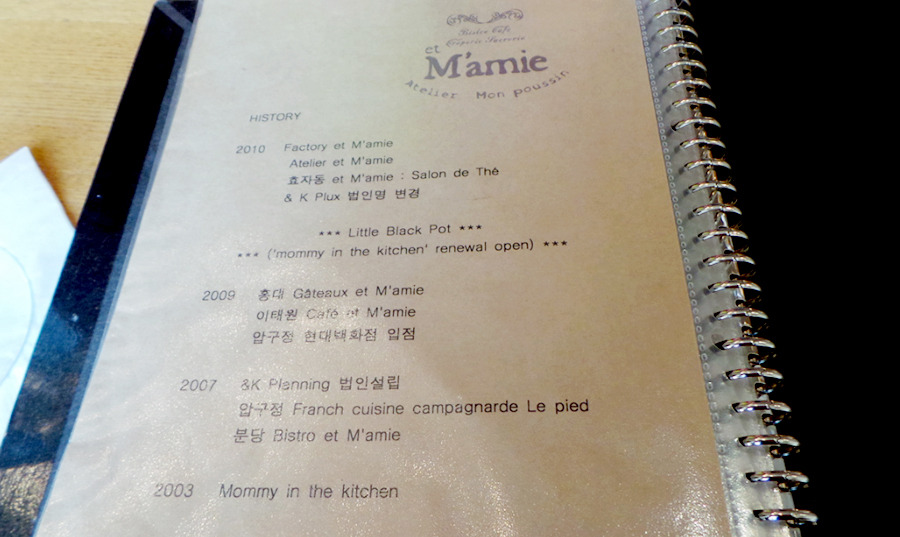 Bistro Café
Crêperie Sucrerie
et
M'amie
Atelier Mon poussin
HISTORY
2010 Factory et M'amie
Atelier et M'amie
효자동 et M'amie : Salon de Thé
& K Plux 법인명 변경
*** Little Black Pot ***
*** ('mommy in the kitchen' renewal open) ***
2009 홍대 Gâteaux et M'amie
이태원 Café et M'amie
압구정 현대백화점 입점
2007 &K Planning 법인설립
압구정 Franch cuisine campagnarde Le pied
분당 Bistro et M'amie
2003 Mommy in the kitchen